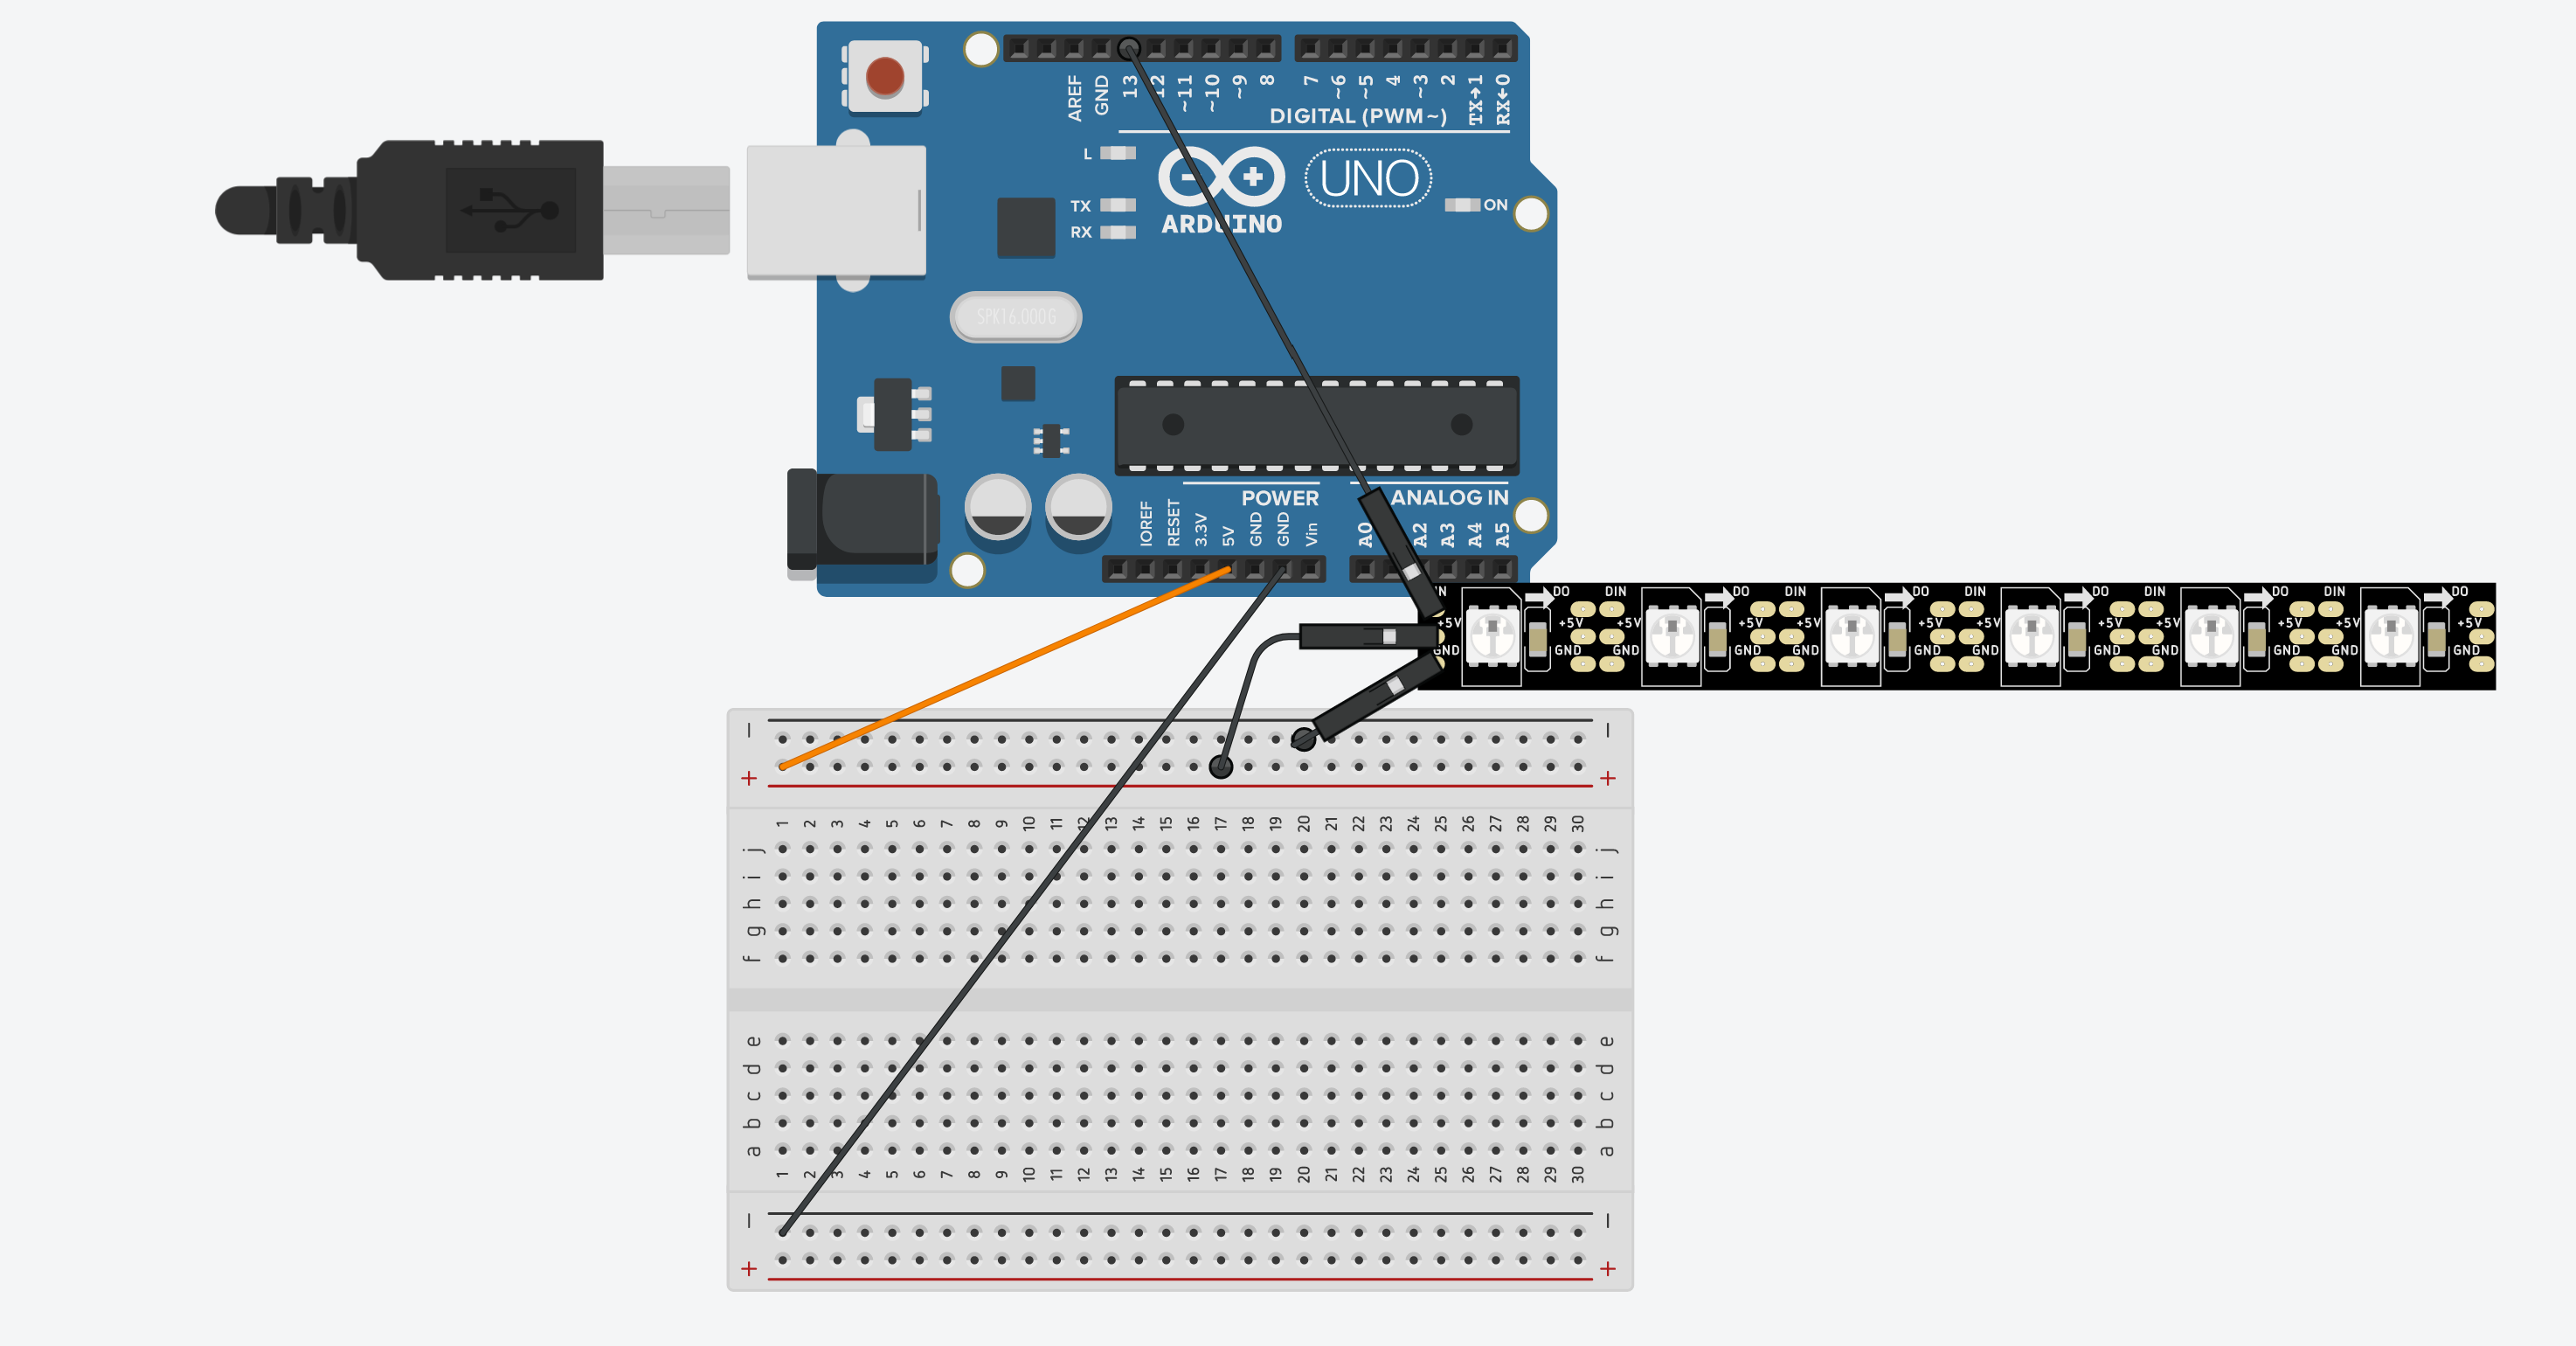 AREF GND 13 12 ~11 ~10 ~9 8 7 ~6 ~5 4 ~3 2 TX→1 RX←0
DIGITAL (PWM~)
L
TX
RX
ARDUINO
UNO
ON
SPK16.000G
POWER
ANALOG IN
IOREF RESET 3.3V 5V GND GND Vin A0 A2 A3 A4 A5
DO DIN DO DIN DO DIN DO DIN DO DIN DO
+5V +5V +5V +5V +5V +5V +5V +5V +5V +5V +5V +5V
GND GND GND GND GND GND GND GND GND GND GND GND
− −
+ +
1 2 3 4 5 6 7 8 9 10 11 12 13 14 15 16 17 18 19 20 21 22 23 24 25 26 27 28 29 30
j j
i i
h h
g g
f f
e e
d d
c c
b b
a a
1 2 3 4 5 6 7 8 9 10 11 12 13 14 15 16 17 18 19 20 21 22 23 24 25 26 27 28 29 30
− −
+ +